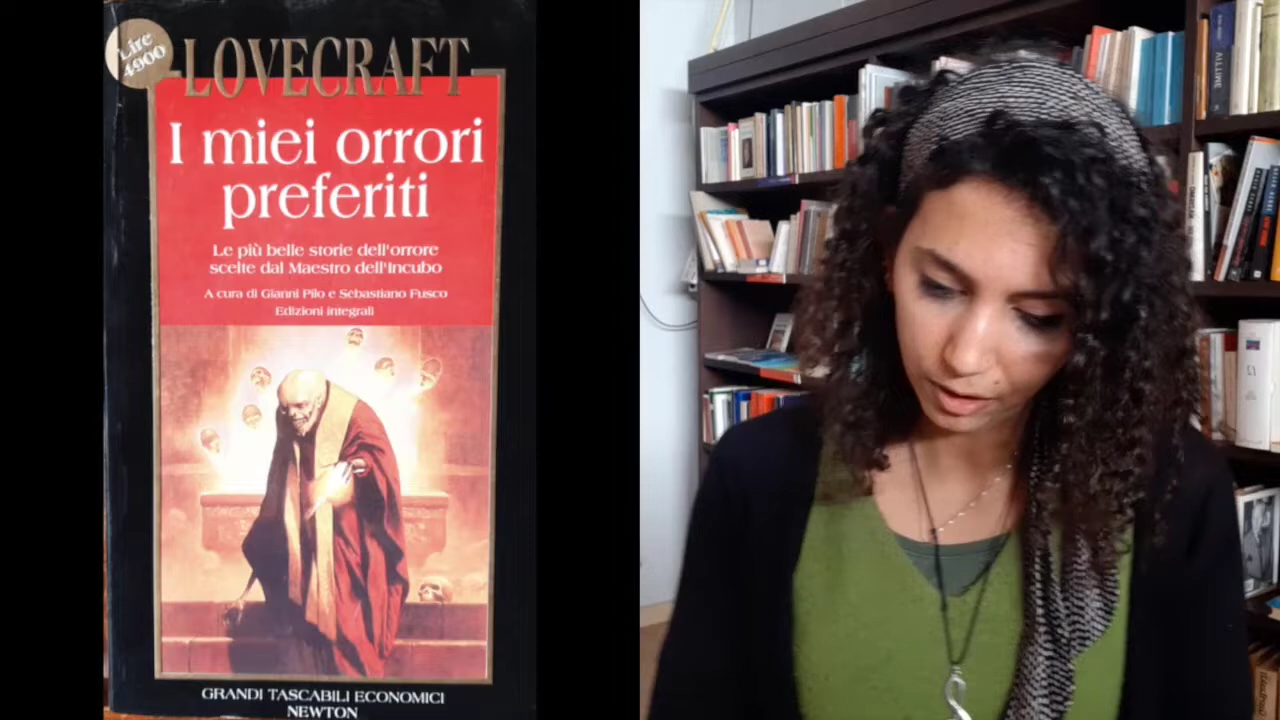 Lire
4900
LOVECRAFT
I miei orrori
preferiti
Le più belle storie dell'orrore
scelte dal Maestro dell'Incubo
A cura di Gianni Pilo e Sebastiano Fusco
Edizioni integrali
GRANDI TASCABILI ECONOMICI
NEWTON